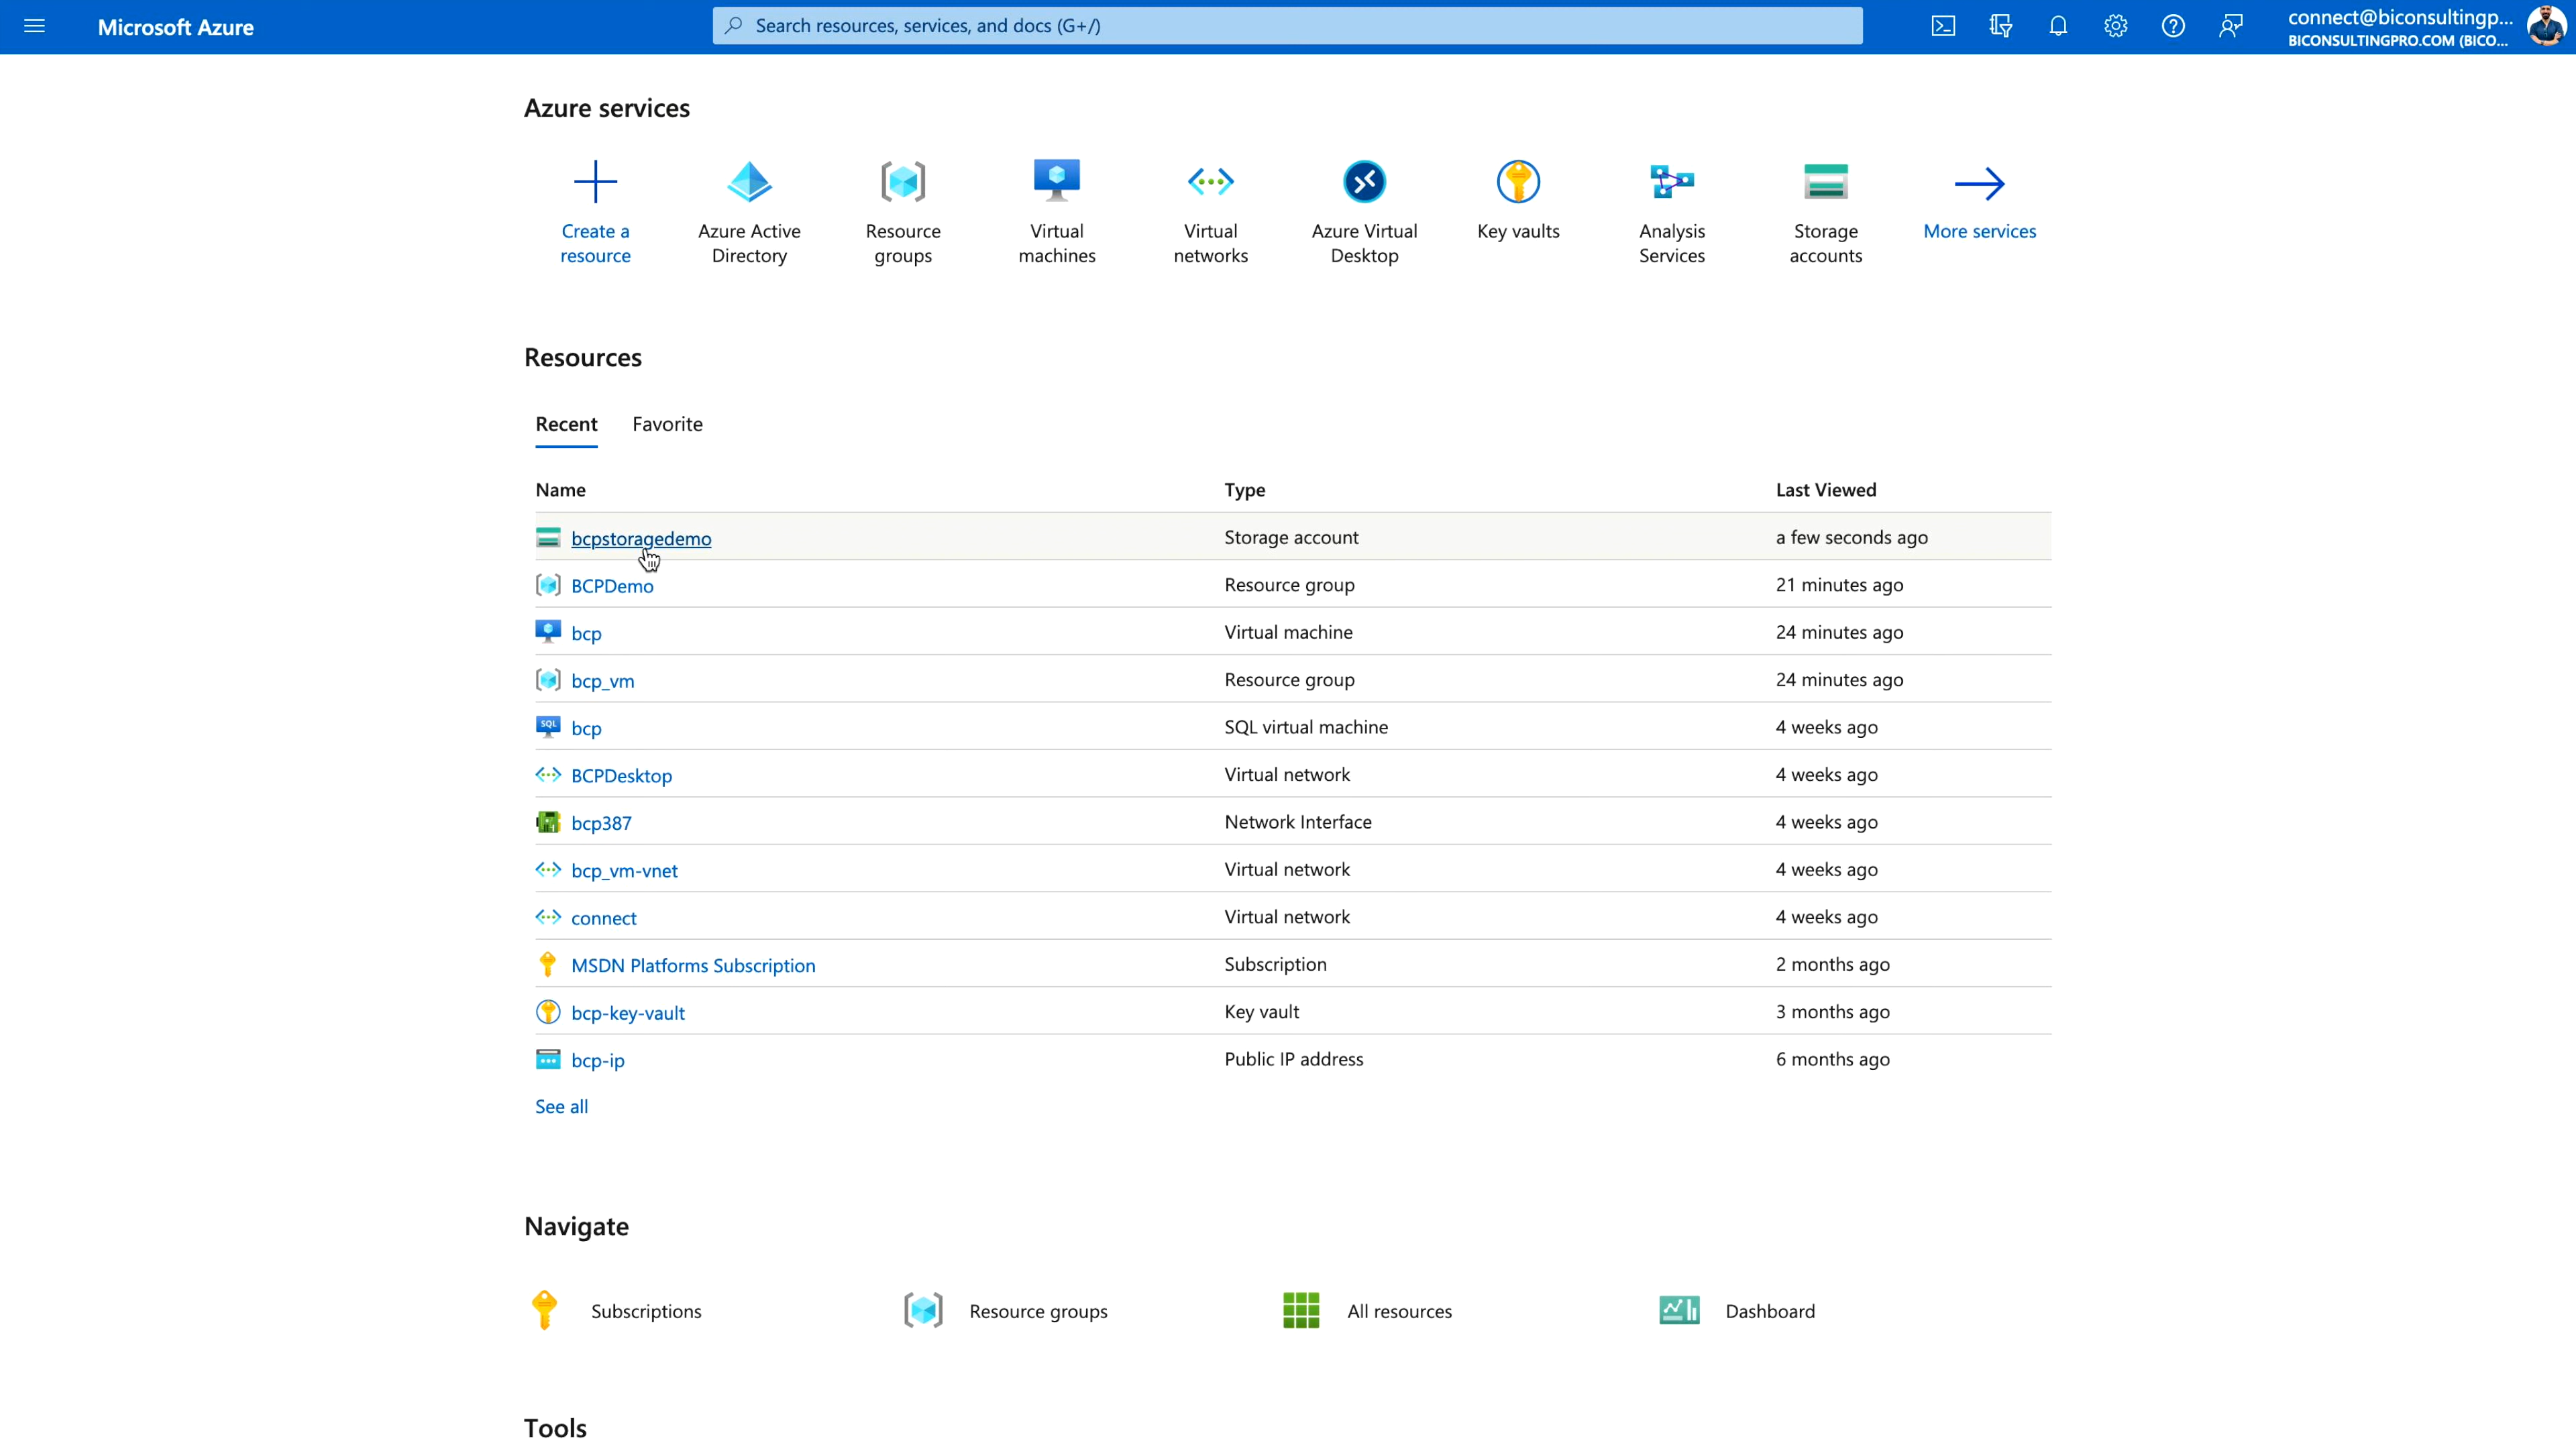 Microsoft Azure
Search resources, services, and docs (G+/)
connect@biconsultingp...
BICONSULTINGPRO.COM (BICO...
Azure services
Create a
resource
Azure Active
Directory
Resource
groups
Virtual
machines
Virtual
networks
Azure Virtual
Desktop
Key vaults
Analysis
Services
Storage
accounts
More services
Resources
Recent Favorite
Name Type Last Viewed
bcpstoragedemo Storage account a few seconds ago
BCPDemo Resource group 21 minutes ago
bcp Virtual machine 24 minutes ago
bcp_vm Resource group 24 minutes ago
SQL bcp SQL virtual machine 4 weeks ago
BCPDesktop Virtual network 4 weeks ago
bcp387 Network Interface 4 weeks ago
bcp_vm-vnet Virtual network 4 weeks ago
connect Virtual network 4 weeks ago
MSDN Platforms Subscription Subscription 2 months ago
bcp-key-vault Key vault 3 months ago
bcp-ip Public IP address 6 months ago
See all
Navigate
Subscriptions Resource groups All resources Dashboard
Tools